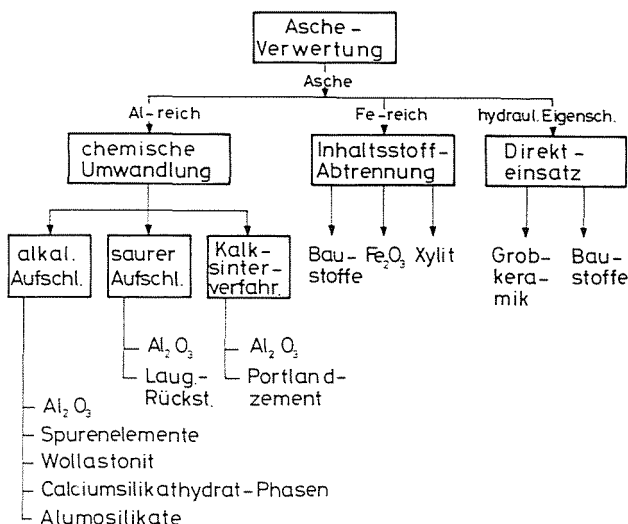 Asche-
Verwertung
Asche
Al-reich
Fe-reich
hydraul. Eigensch.
chemische
Umwandlung
Inhaltsstoff-
Abtrennung
Direkt-
einsatz
alkal.
Aufschl.
saurer
Aufschl.
Kalk-
sinter-
verfahr.
Bau-
stoffe
Fe₂O₃
Xylit
Grob-
kera-
mik
Bau-
stoffe
Al₂O₃
Laug.-
Rückst.
Al₂O₃
Portland-
zement
Al₂O₃
Spurenelemente
Wollastonit
Calciumsilikathydrat-Phasen
Alumosilikate